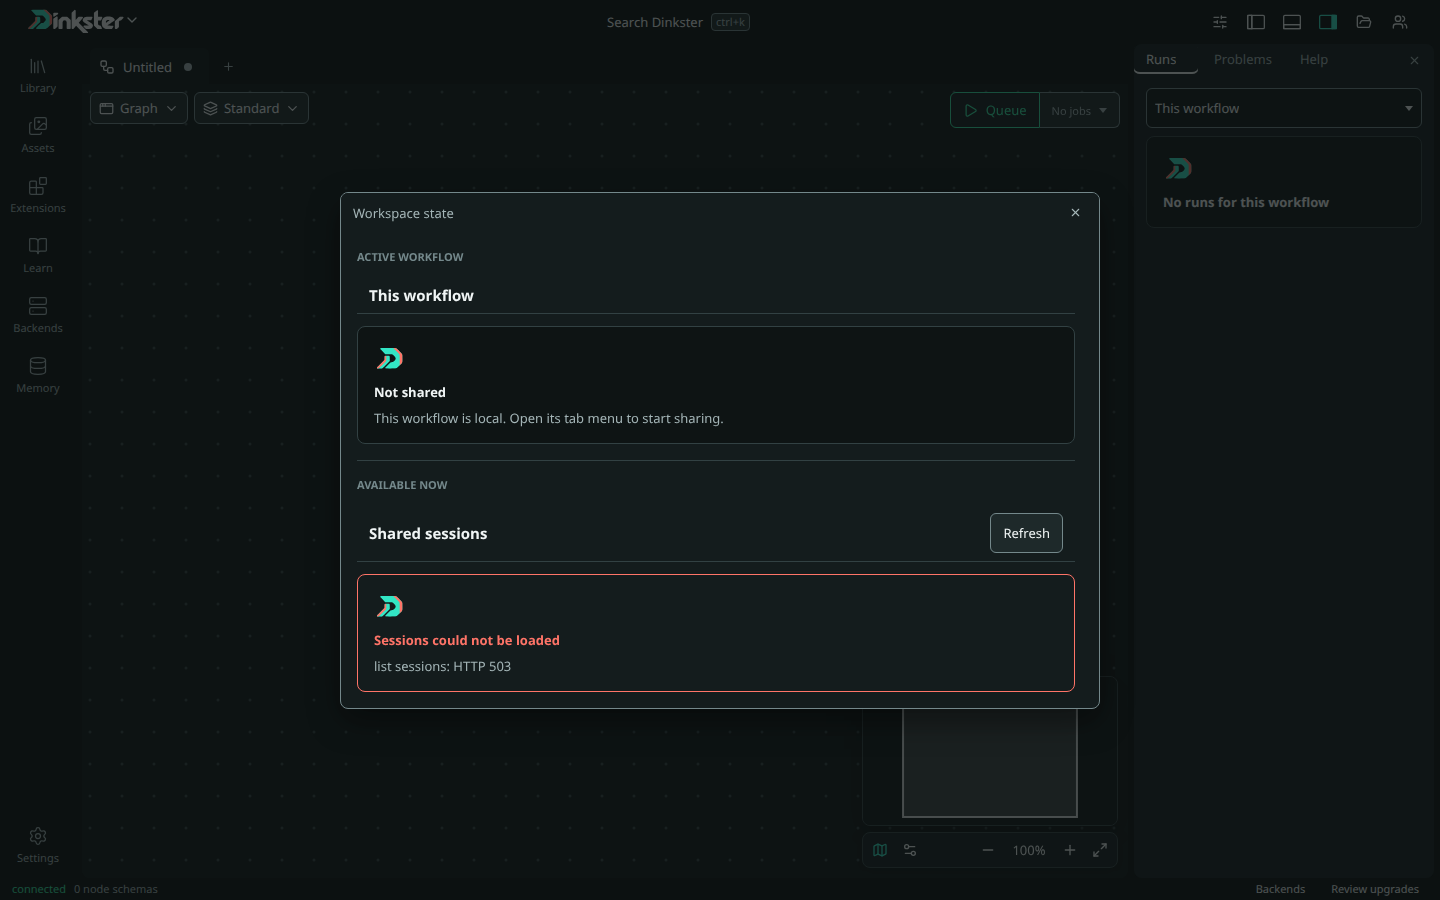 Dinkster
Search Dinkster ctrl+k
Library
Assets
Extensions
Learn
Backends
Memory
Settings
Untitled
Graph
Standard
Queue
No jobs
Runs
Problems
Help
This workflow
No runs for this workflow
Workspace state
ACTIVE WORKFLOW
This workflow
Not shared
This workflow is local. Open its tab menu to start sharing.
AVAILABLE NOW
Shared sessions
Refresh
Sessions could not be loaded
list sessions: HTTP 503
100%
connected 0 node schemas
Backends
Review upgrades